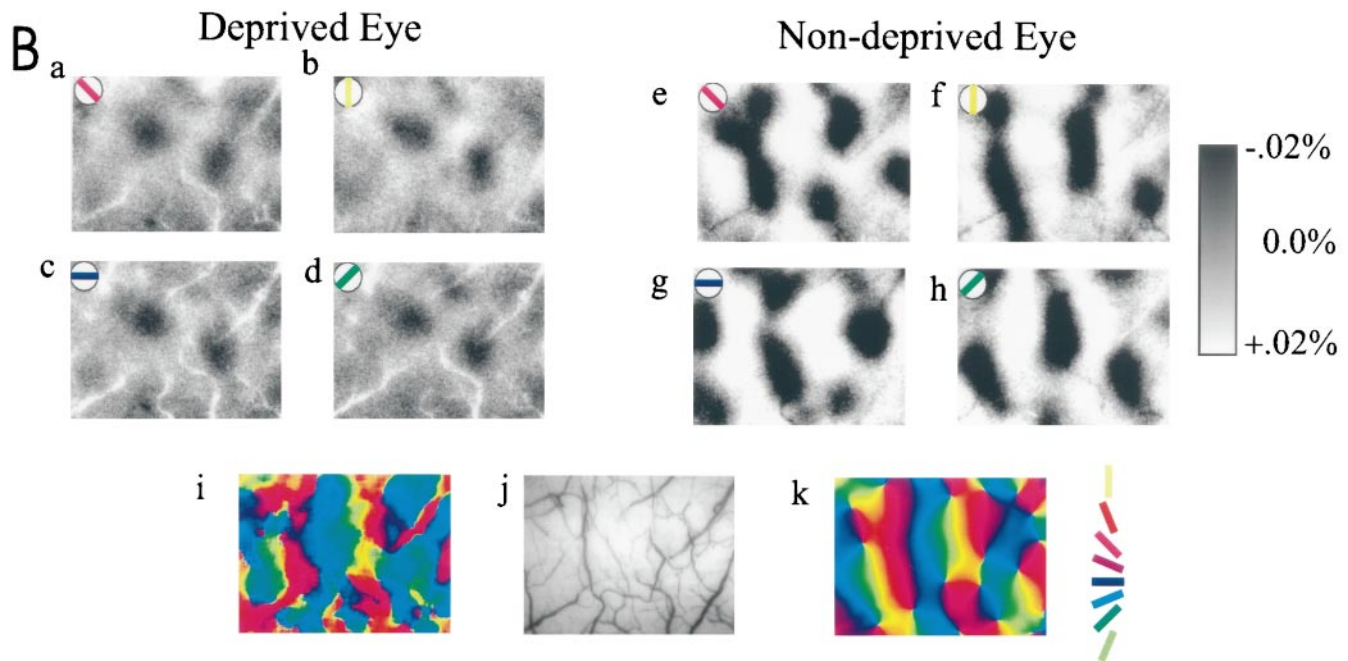 B
Deprived Eye
Non-deprived Eye
a
b
e
f
-.02%
0.0%
+.02%
c
d
g
h
i
j
k